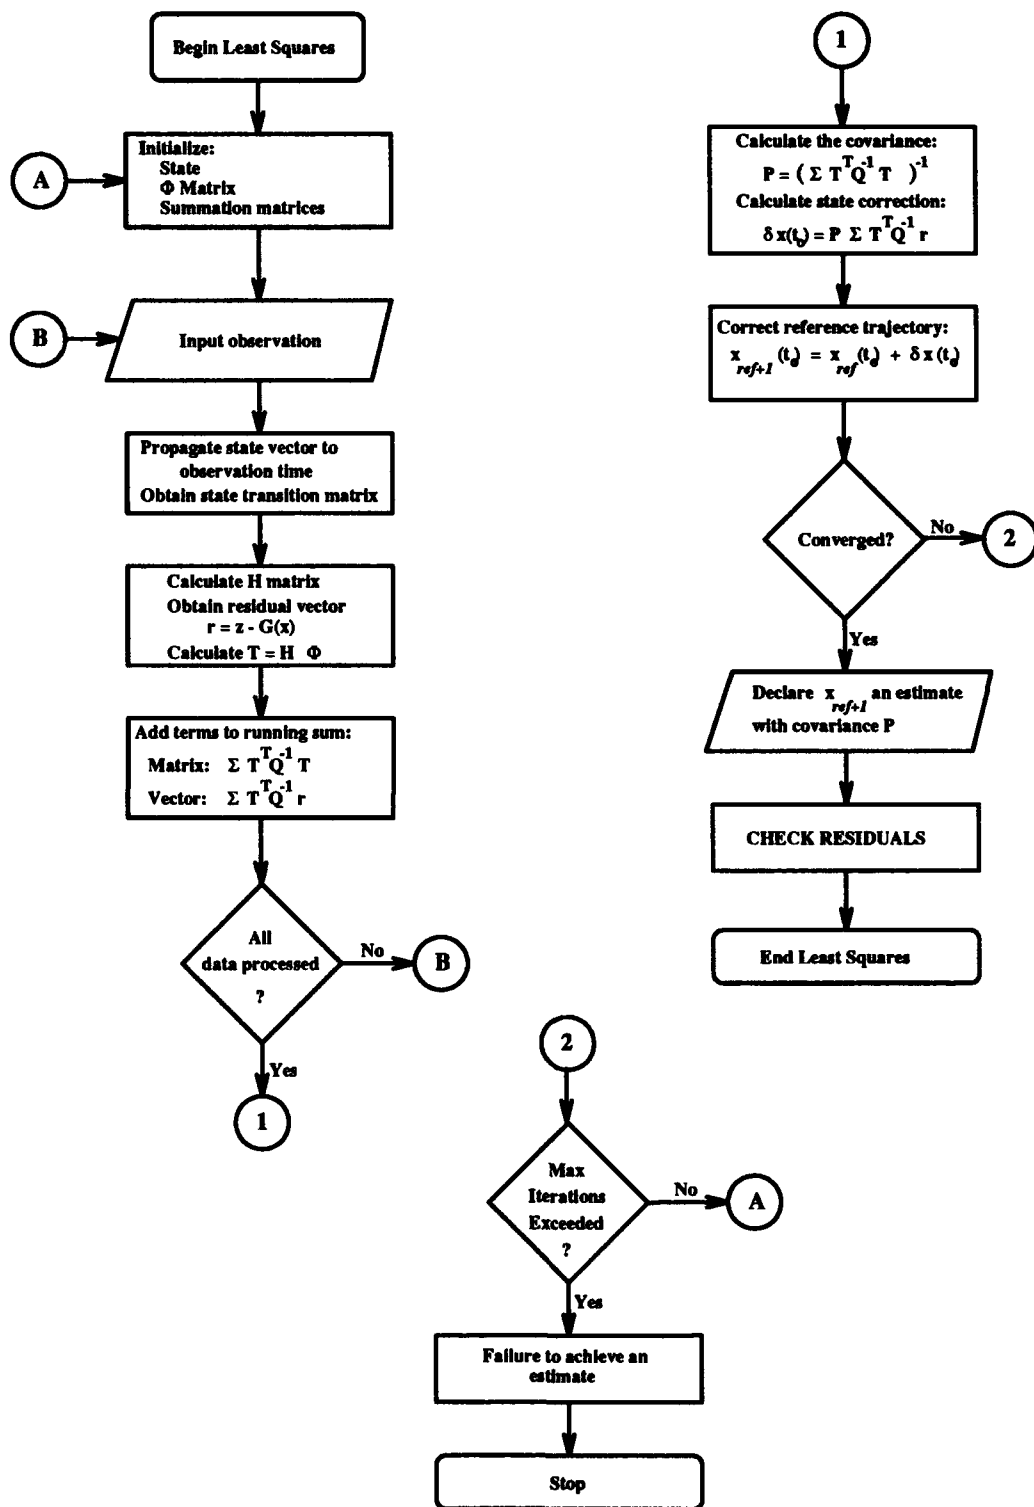 Begin Least Squares
A
Initialize:
State
Φ Matrix
Summation matrices
B
Input observation
Propagate state vector to
observation time
Obtain state transition matrix
Calculate H matrix
Obtain residual vector
r = z - G(x)
Calculate T = H Φ
Add terms to running sum:
Matrix: Σ T^T Q^-1 T
Vector: Σ T^T Q^-1 r
All
data processed
?
No
B
Yes
1
1
Calculate the covariance:
P = ( Σ T^T Q^-1 T )^-1
Calculate state correction:
δ x(t_o) = P Σ T^T Q^-1 r
Correct reference trajectory:
x_ref+1 (t_o) = x_ref (t_o) + δ x (t_o)
Converged?
No
2
Yes
Declare x_ref+1 an estimate
with covariance P
CHECK RESIDUALS
End Least Squares
2
Max
Iterations
Exceeded
?
No
A
Yes
Failure to achieve an
estimate
Stop